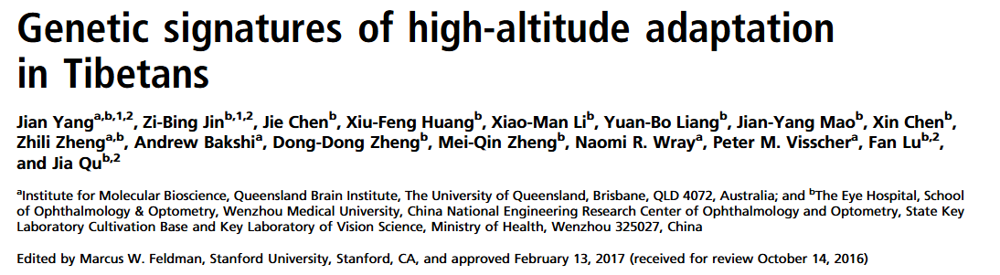 Genetic signatures of high-altitude adaptation
in Tibetans
Jian Yanga,b,1,2, Zi-Bing Jinb,1,2, Jie Chenb, Xiu-Feng Huangb, Xiao-Man Lib, Yuan-Bo Liangb, Jian-Yang Maob, Xin Chenb,
Zhili Zhenga,b, Andrew Bakshia, Dong-Dong Zhengb, Mei-Qin Zhengb, Naomi R. Wraya, Peter M. Visschera, Fan Lub,2,
and Jia Qub,2
aInstitute for Molecular Bioscience, Queensland Brain Institute, The University of Queensland, Brisbane, QLD 4072, Australia; and bThe Eye Hospital, School
of Ophthalmology & Optometry, Wenzhou Medical University, China National Engineering Research Center of Ophthalmology and Optometry, State Key
Laboratory Cultivation Base and Key Laboratory of Vision Science, Ministry of Health, Wenzhou 325027, China
Edited by Marcus W. Feldman, Stanford University, Stanford, CA, and approved February 13, 2017 (received for review October 14, 2016)